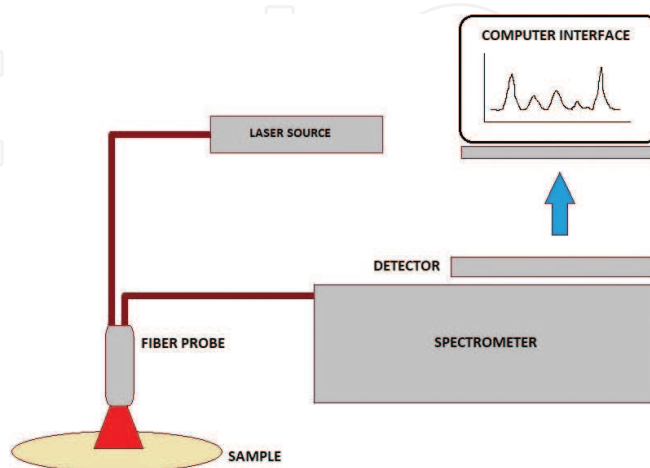 COMPUTER INTERFACE
LASER SOURCE
DETECTOR
FIBER PROBE
SPECTROMETER
SAMPLE